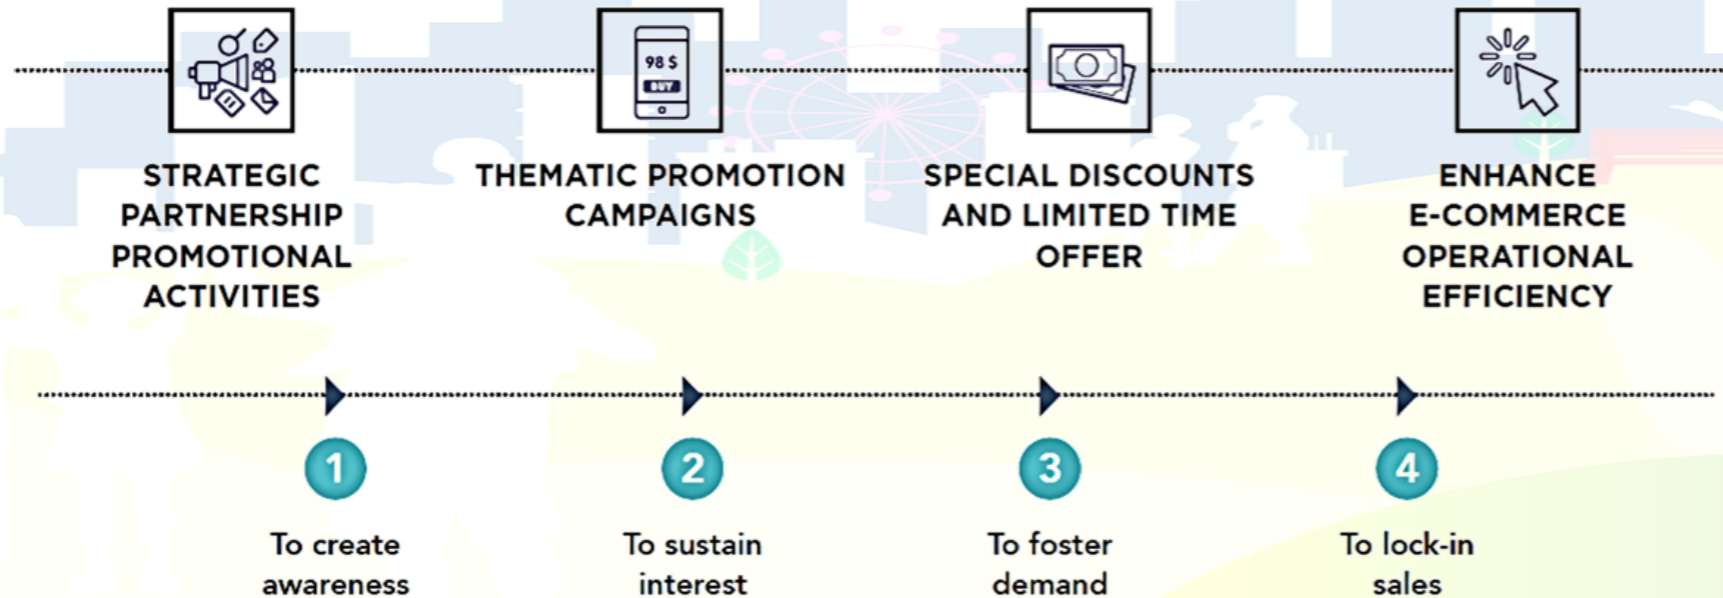 98 $
BUY
STRATEGIC
PARTNERSHIP
PROMOTIONAL
ACTIVITIES
THEMATIC PROMOTION
CAMPAIGNS
SPECIAL DISCOUNTS
AND LIMITED TIME
OFFER
ENHANCE
E-COMMERCE
OPERATIONAL
EFFICIENCY
1
To create
awareness
2
To sustain
interest
3
To foster
demand
4
To lock-in
sales